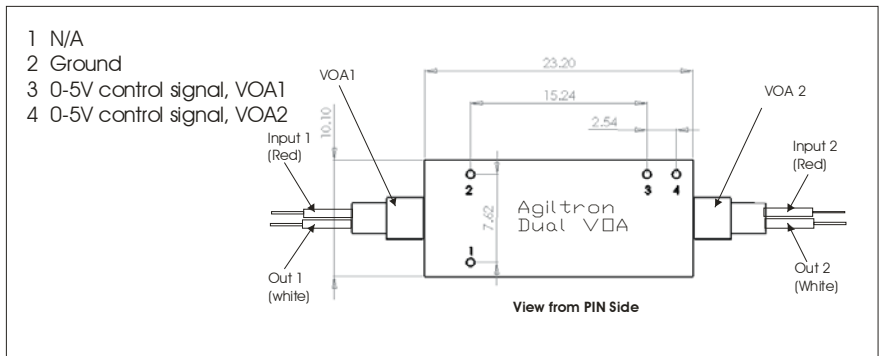 1 N/A
2 Ground
3 0-5V control signal, VOA1
4 0-5V control signal, VOA2
VOA1
23.20
15.24
2.54
VOA 2
10.10
Input 1
(Red)
Input 2
(Red)
2
3
4
7.62
Agiltron
Dual VOA
1
Out 1
(white)
Out 2
(White)
View from PIN Side